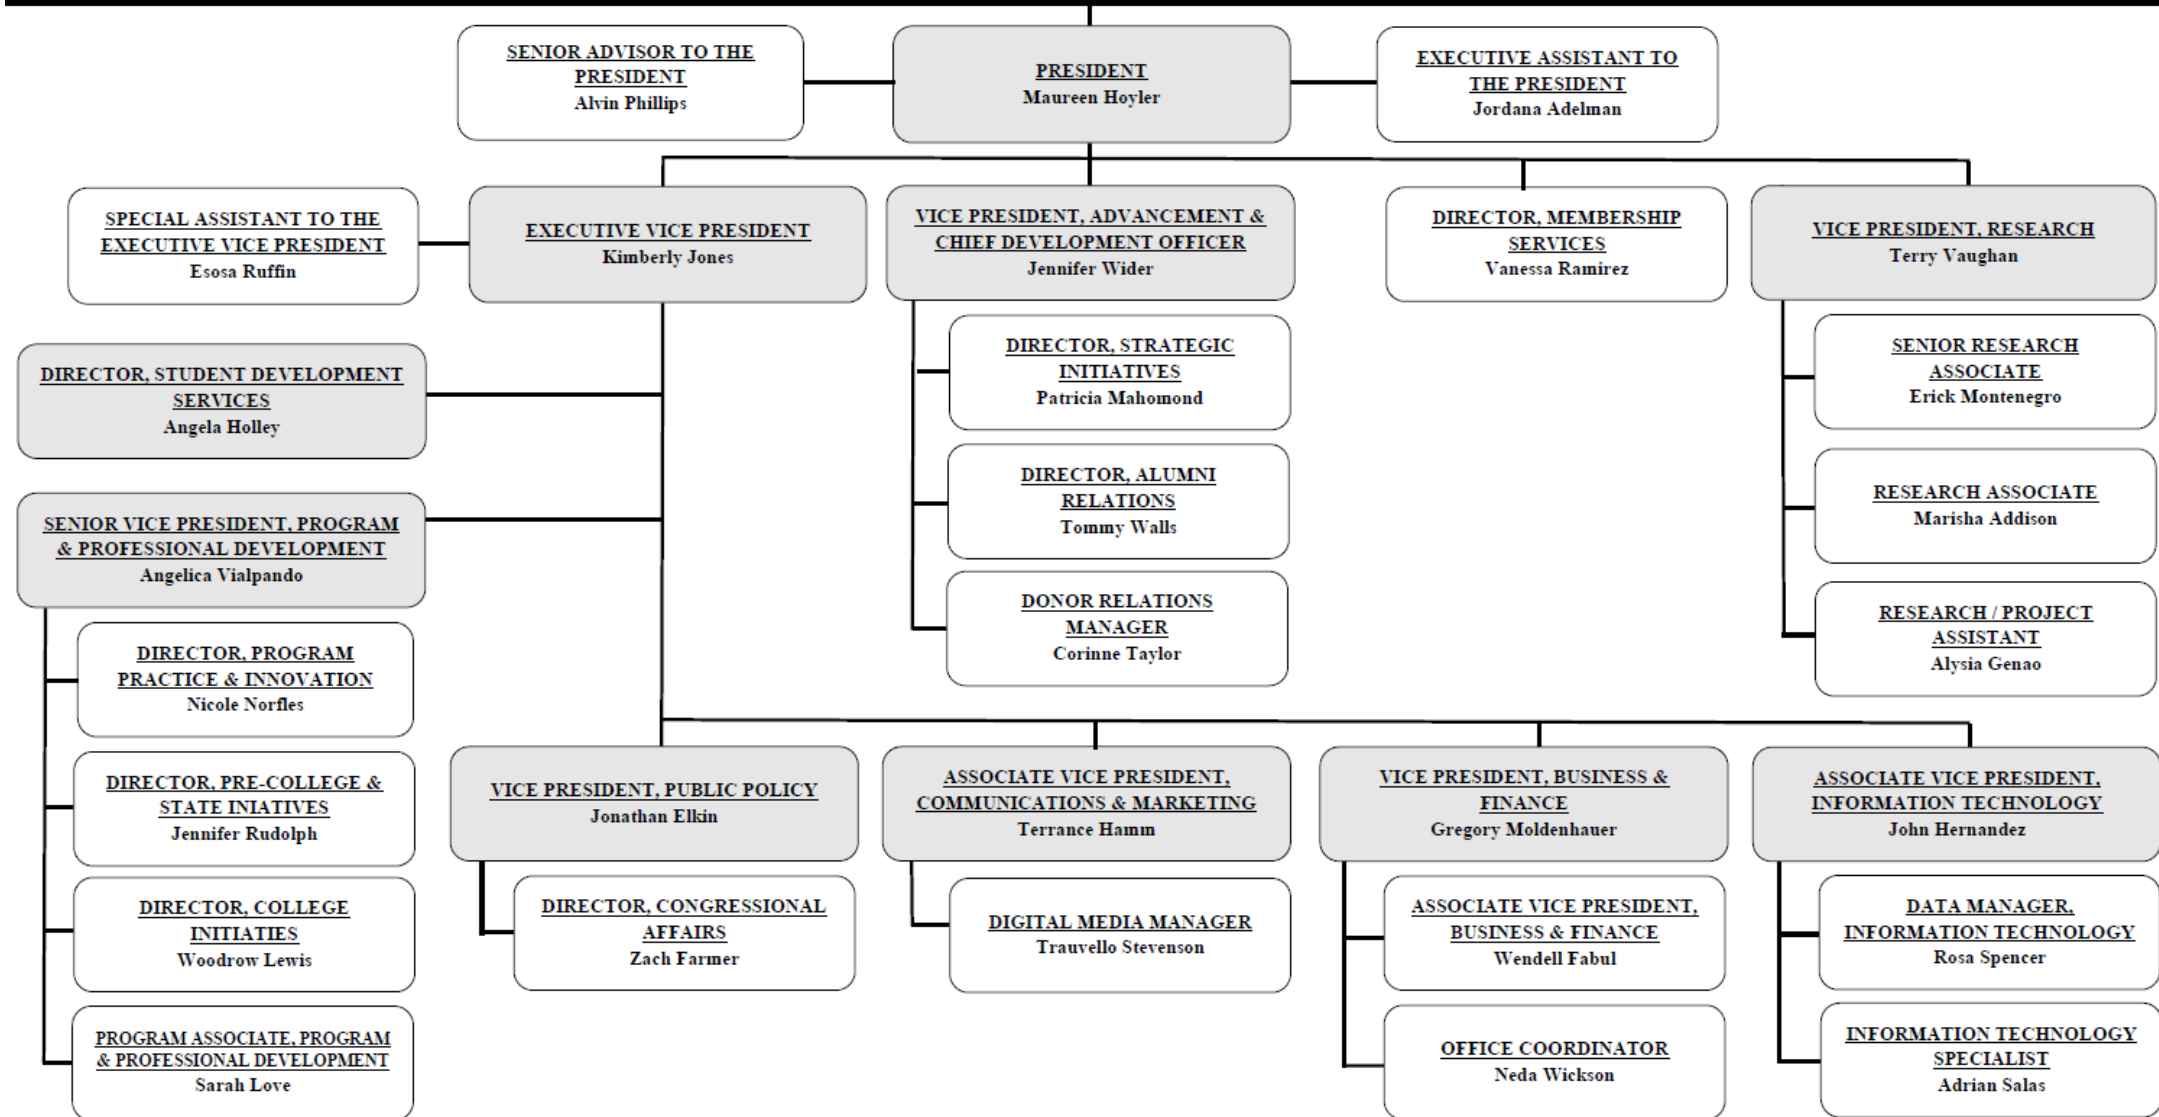 SENIOR ADVISOR TO THE
PRESIDENT
Alvin Phillips
PRESIDENT
Maureen Hoyler
EXECUTIVE ASSISTANT TO
THE PRESIDENT
Jordana Adelman
SPECIAL ASSISTANT TO THE
EXECUTIVE VICE PRESIDENT
Esosa Ruffin
EXECUTIVE VICE PRESIDENT
Kimberly Jones
VICE PRESIDENT, ADVANCEMENT &
CHIEF DEVELOPMENT OFFICER
Jennifer Wider
DIRECTOR, MEMBERSHIP
SERVICES
Vanessa Ramirez
VICE PRESIDENT, RESEARCH
Terry Vaughan
DIRECTOR, STUDENT DEVELOPMENT
SERVICES
Angela Holley
DIRECTOR, STRATEGIC
INITIATIVES
Patricia Mahomond
SENIOR RESEARCH
ASSOCIATE
Erick Montenegro
SENIOR VICE PRESIDENT, PROGRAM
& PROFESSIONAL DEVELOPMENT
Angelica Vialpando
DIRECTOR, ALUMNI
RELATIONS
Tommy Walls
RESEARCH ASSOCIATE
Marisha Addison
DONOR RELATIONS
MANAGER
Corinne Taylor
RESEARCH / PROJECT
ASSISTANT
Alysia Genao
DIRECTOR, PROGRAM
PRACTICE & INNOVATION
Nicole Norfles
DIRECTOR, PRE-COLLEGE &
STATE INIATIVES
Jennifer Rudolph
DIRECTOR, COLLEGE
INITIATIES
Woodrow Lewis
PROGRAM ASSOCIATE, PROGRAM
& PROFESSIONAL DEVELOPMENT
Sarah Love
VICE PRESIDENT, PUBLIC POLICY
Jonathan Elkin
ASSOCIATE VICE PRESIDENT,
COMMUNICATIONS & MARKETING
Terrance Hamm
VICE PRESIDENT, BUSINESS &
FINANCE
Gregory Moldenhauer
ASSOCIATE VICE PRESIDENT,
INFORMATION TECHNOLOGY
John Hernandez
DIRECTOR, CONGRESSIONAL
AFFAIRS
Zach Farmer
DIGITAL MEDIA MANAGER
Trauvello Stevenson
ASSOCIATE VICE PRESIDENT,
BUSINESS & FINANCE
Wendell Fabul
DATA MANAGER,
INFORMATION TECHNOLOGY
Rosa Spencer
OFFICE COORDINATOR
Neda Wickson
INFORMATION TECHNOLOGY
SPECIALIST
Adrian Salas